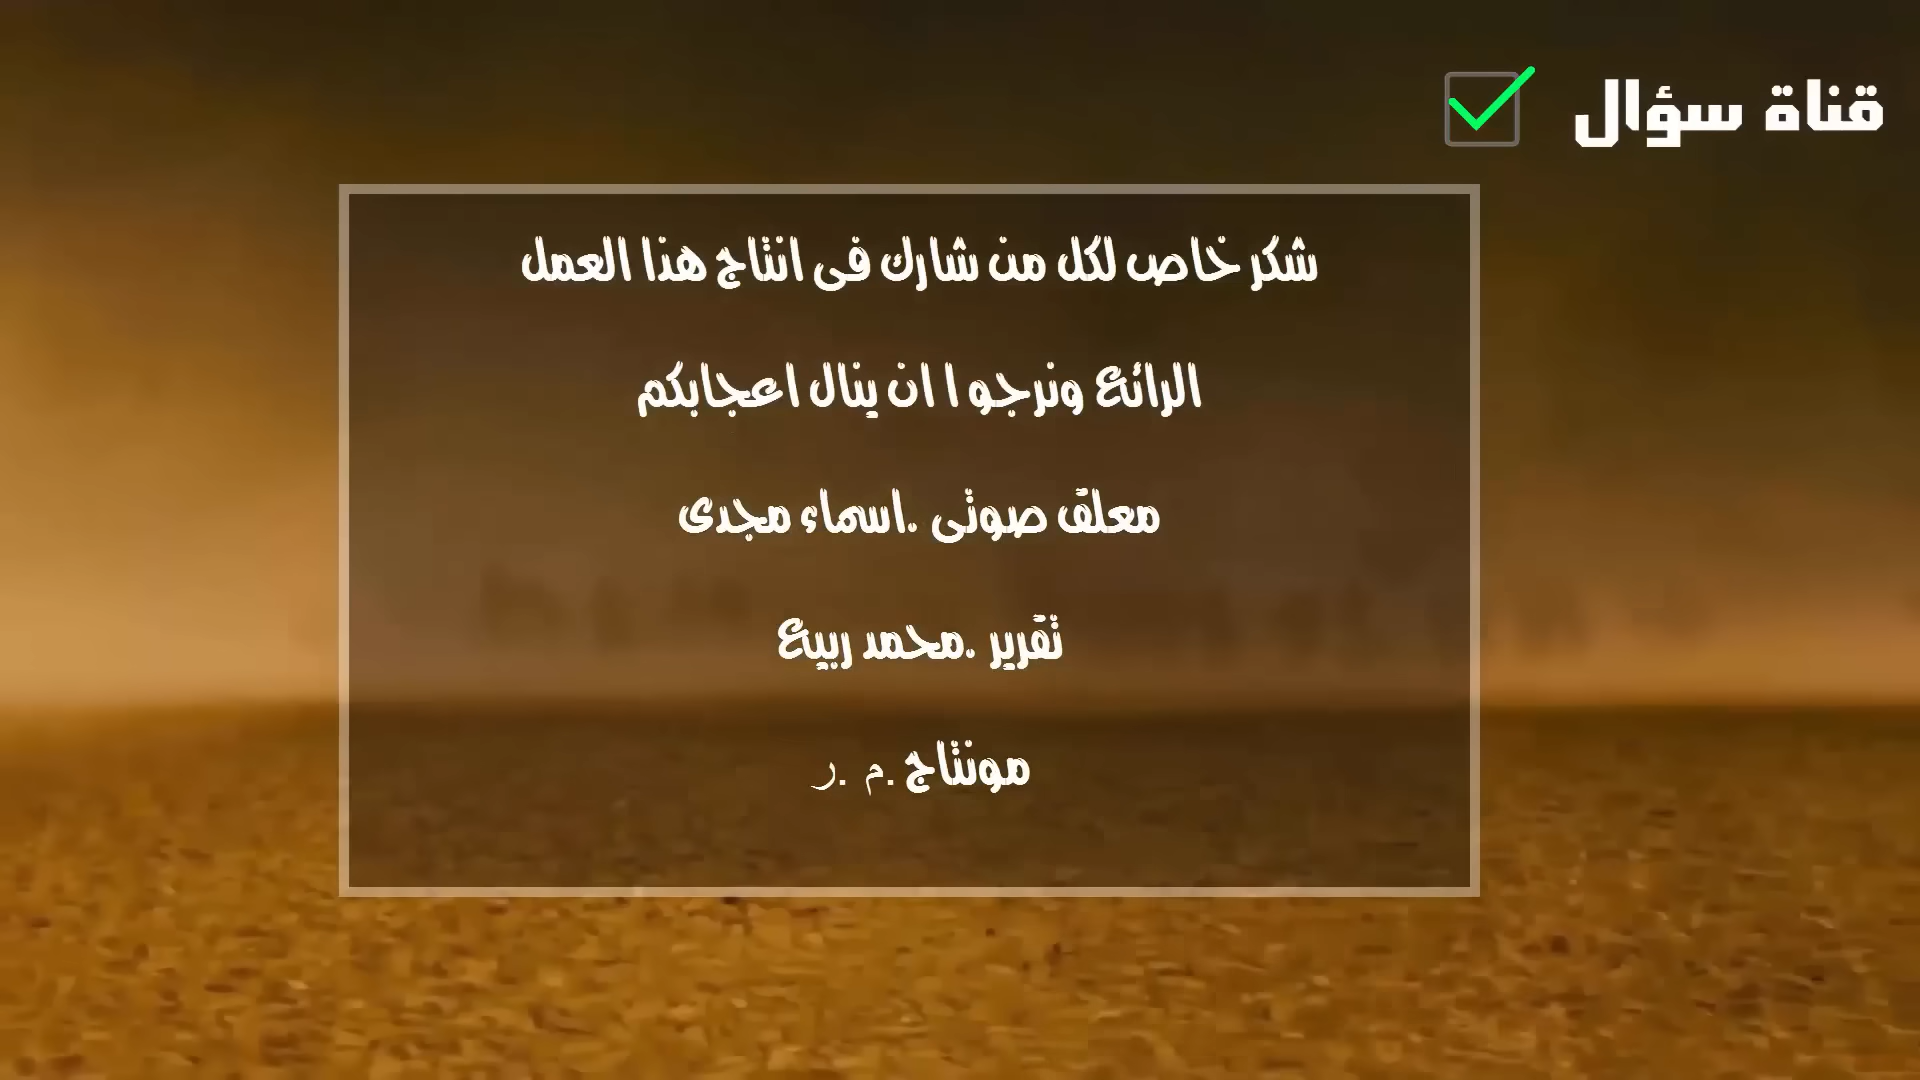 قناة سؤال
شكر خاص لكل من شارك فى انتاج هذا العمل
الرائع ونرجو ا ان ينال اعجابكم
معلق صوتى .اسماء مجدى
تقرير .محمد ربيع
مونتاج .م .ر